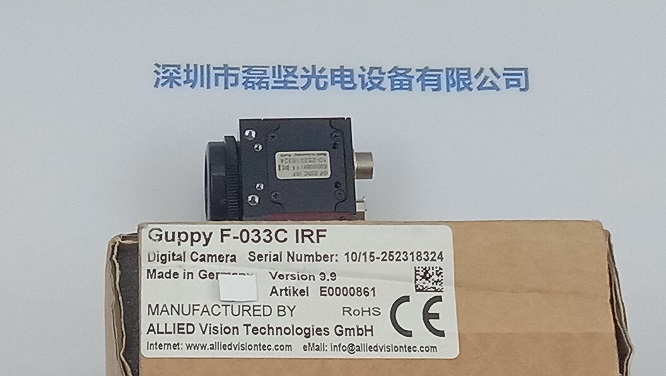 深圳市磊坚光电设备有限公司
Guppy F-033C IRF
Digital Camera Serial Number: 10/15-252318324
Made in Germany Version 3.9
Artikel E0000861
MANUFACTURED BY RoHS CE
ALLIED Vision Technologies GmbH
Internet: www.alliedvisiontec.com eMail: info@alliedvisiontec.com